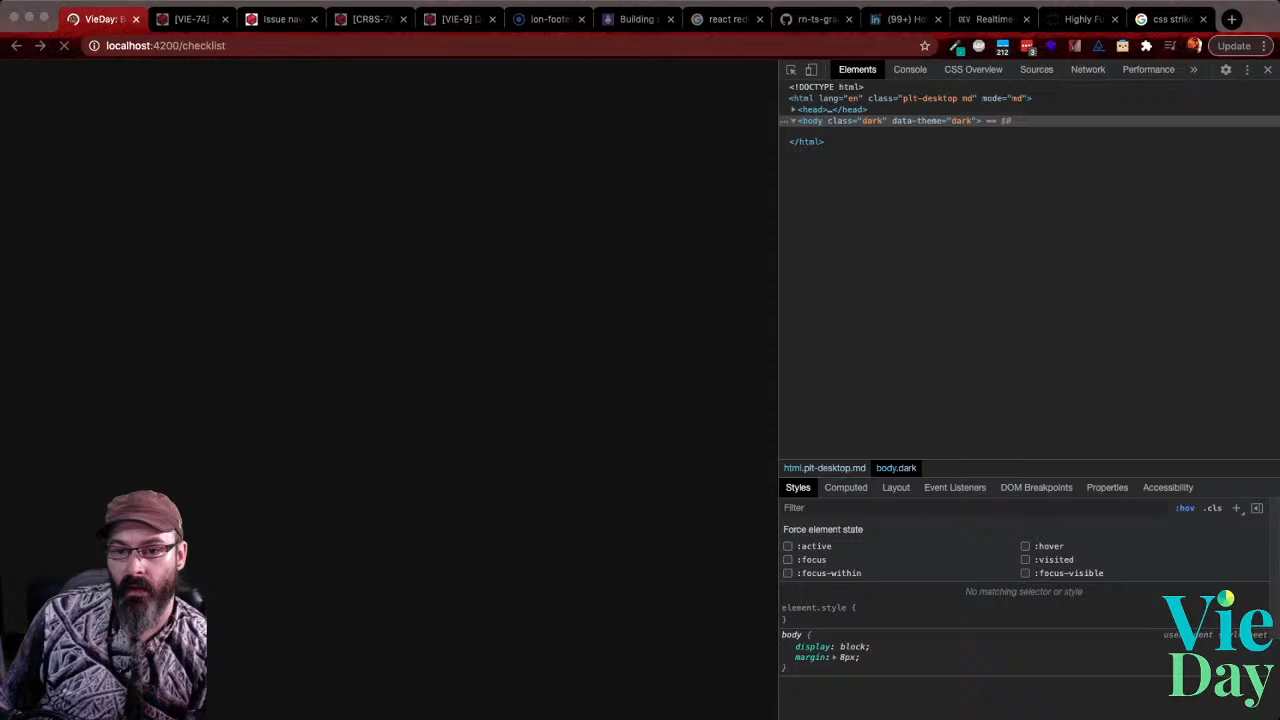 VieDay: B
[VIE-74]
Issue nav
[CR8S-7
[VIE-9] D
ion-foote
Building
react red
rn-ts-gra
(99+) Ho
DEV Realtime
Highly Fu
css strike
localhost:4200/checklist
212
3
Update
Elements
Console
CSS Overview
Sources
Network
Performance
<!DOCTYPE html>
<html lang="en" class="plt-desktop md" mode="md">
<head>…</head>
… <body class="dark" data-theme="dark"> == $0
</html>
html.plt-desktop.md
body.dark
Styles
Computed
Layout
Event Listeners
DOM Breakpoints
Properties
Accessibility
Filter
:hov
.cls
Force element state
:active
:hover
:focus
:visited
:focus-within
:focus-visible
No matching selector or style
element.style {
}
body {
display: block;
margin: 8px;
}
Vie
Day